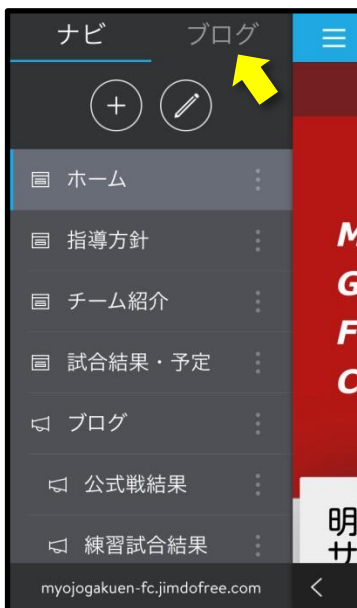 ナビ ブログ
ホーム
指導方針
チーム紹介
試合結果・予定
ブログ
公式戦結果
練習試合結果
myojogakuen-fc.jimdofree.com
M
G
F
C
明
サ